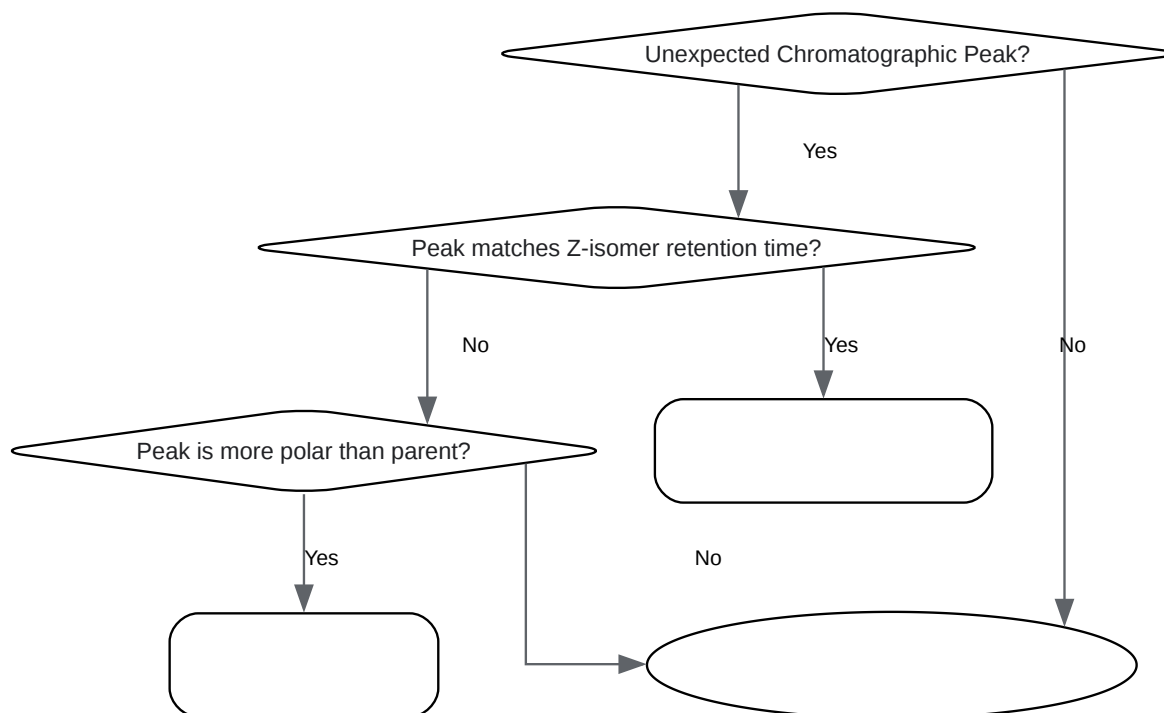 Unexpected Chromatographic Peak?
Yes
Peak matches Z-isomer retention time?
No
Yes
No
Peak is more polar than parent?
Yes
No